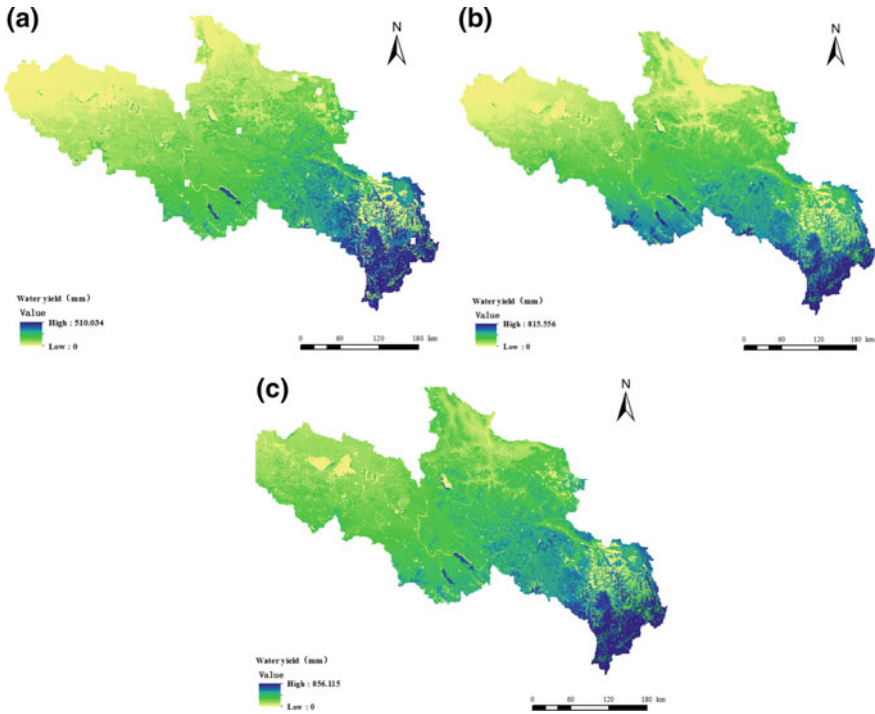 (a)
N
Water yield (mm)
Value
High : 510.034
Low : 0
0 60 120 180 km
(b)
N
Water yield (mm)
Value
High : 815.556
Low : 0
0 60 120 180 km
(c)
N
Water yield (mm)
Value
High : 856.115
Low : 0
0 60 120 180 km